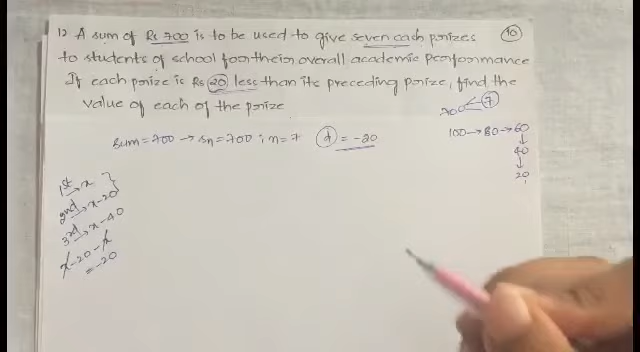 1) A sum of Rs 700 is to be used to give seven cash prizes
10
to students of school for their overall academic performance
If each prize is Rs 20 less than its preceding prize, find the
value of each of the prize
700 7
sum = 700 → Sn = 700 ; n = 7 d = -20
100 → 80 → 60
↓
40
↓
20
1st → x }
2nd → x-20
3rd → x-40
x-20-x
= -20